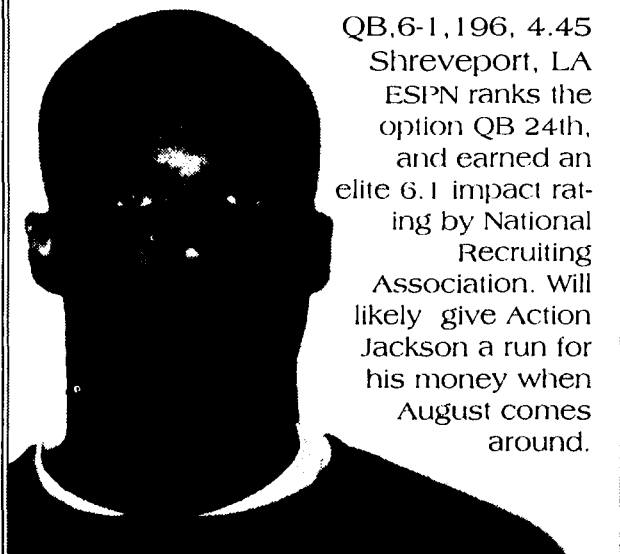 QB,6-1,196, 4.45
Shreveport, LA
ESPN ranks the
option QB 24th,
and earned an
elite 6.1 impact rat-
ing by National
Recruiting
Association. Will
likely give Action
Jackson a run for
his money when
August comes
around.